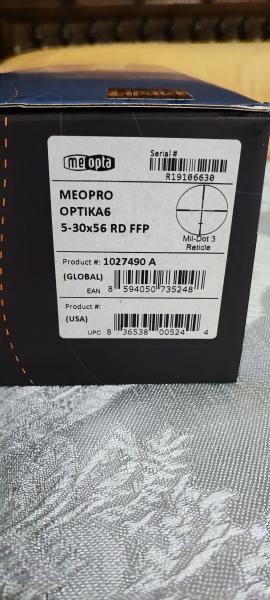 meopta
Serial #
R19106630
MEOPRO
OPTIKA6
5-30x56 RD FFP
Mil-Dot 3
Reticle
Product #: 1027490 A
(GLOBAL)
EAN 8 594050 735248
Product #:
(USA)
UPC 8 36538 00524 4